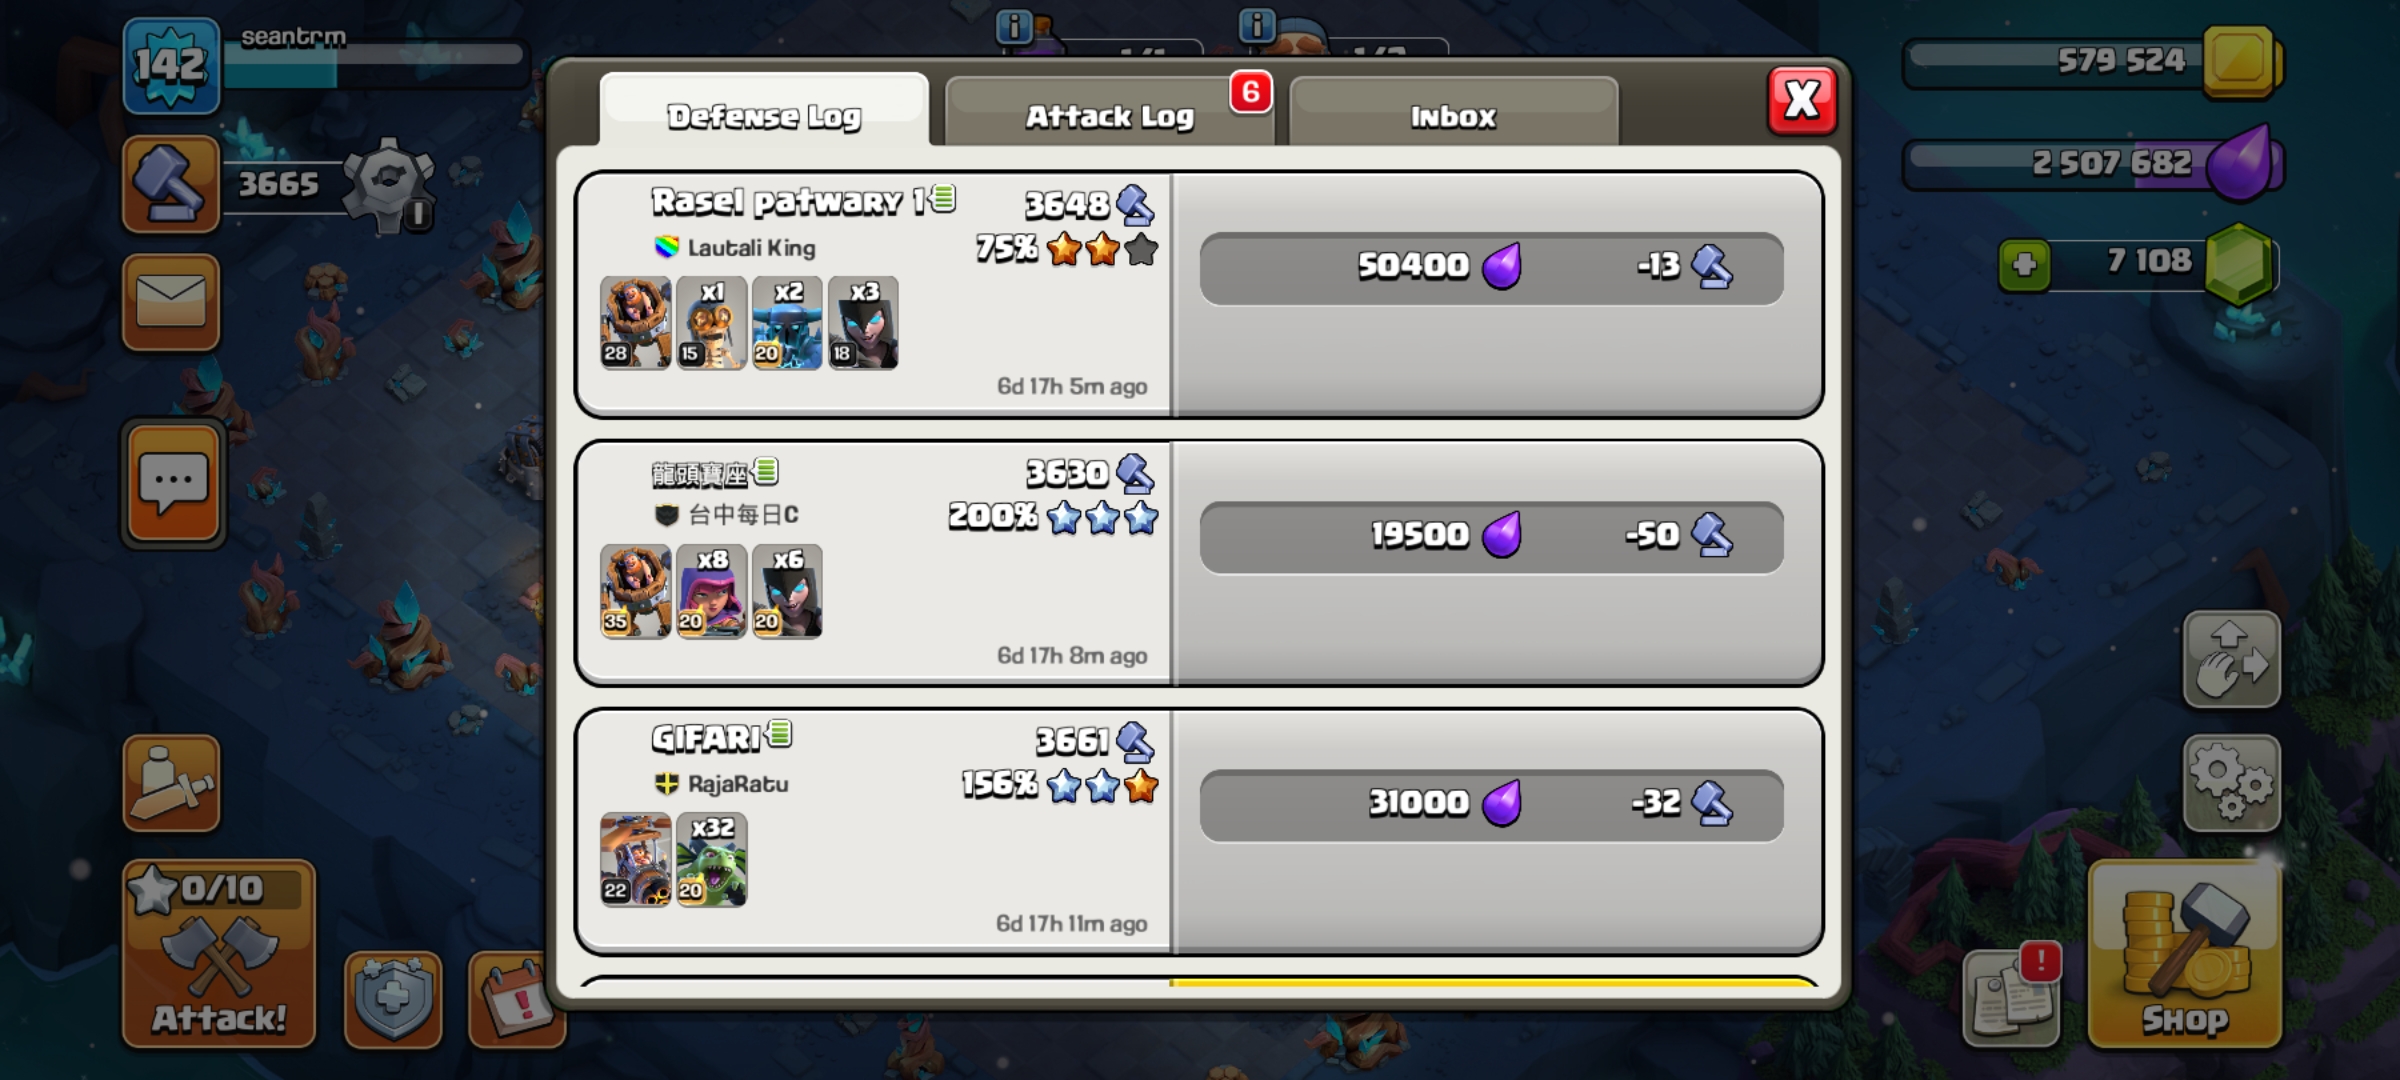 142
seantrm
3665
1
579 524
2 507 682
7 108
Defense Log
Attack Log
6
Inbox
X
Rasel patwary 1
3648
Lautali King
75%
28
x1
15
x2
20
x3
18
6d 17h 5m ago
50400
-13
龍頭寶座
3630
台中每日C
200%
35
x8
20
x6
20
6d 17h 8m ago
19500
-50
GIFARI
3661
RajaRatu
156%
22
x32
20
6d 17h 11m ago
31000
-32
0/10
Attack!
!
Shop